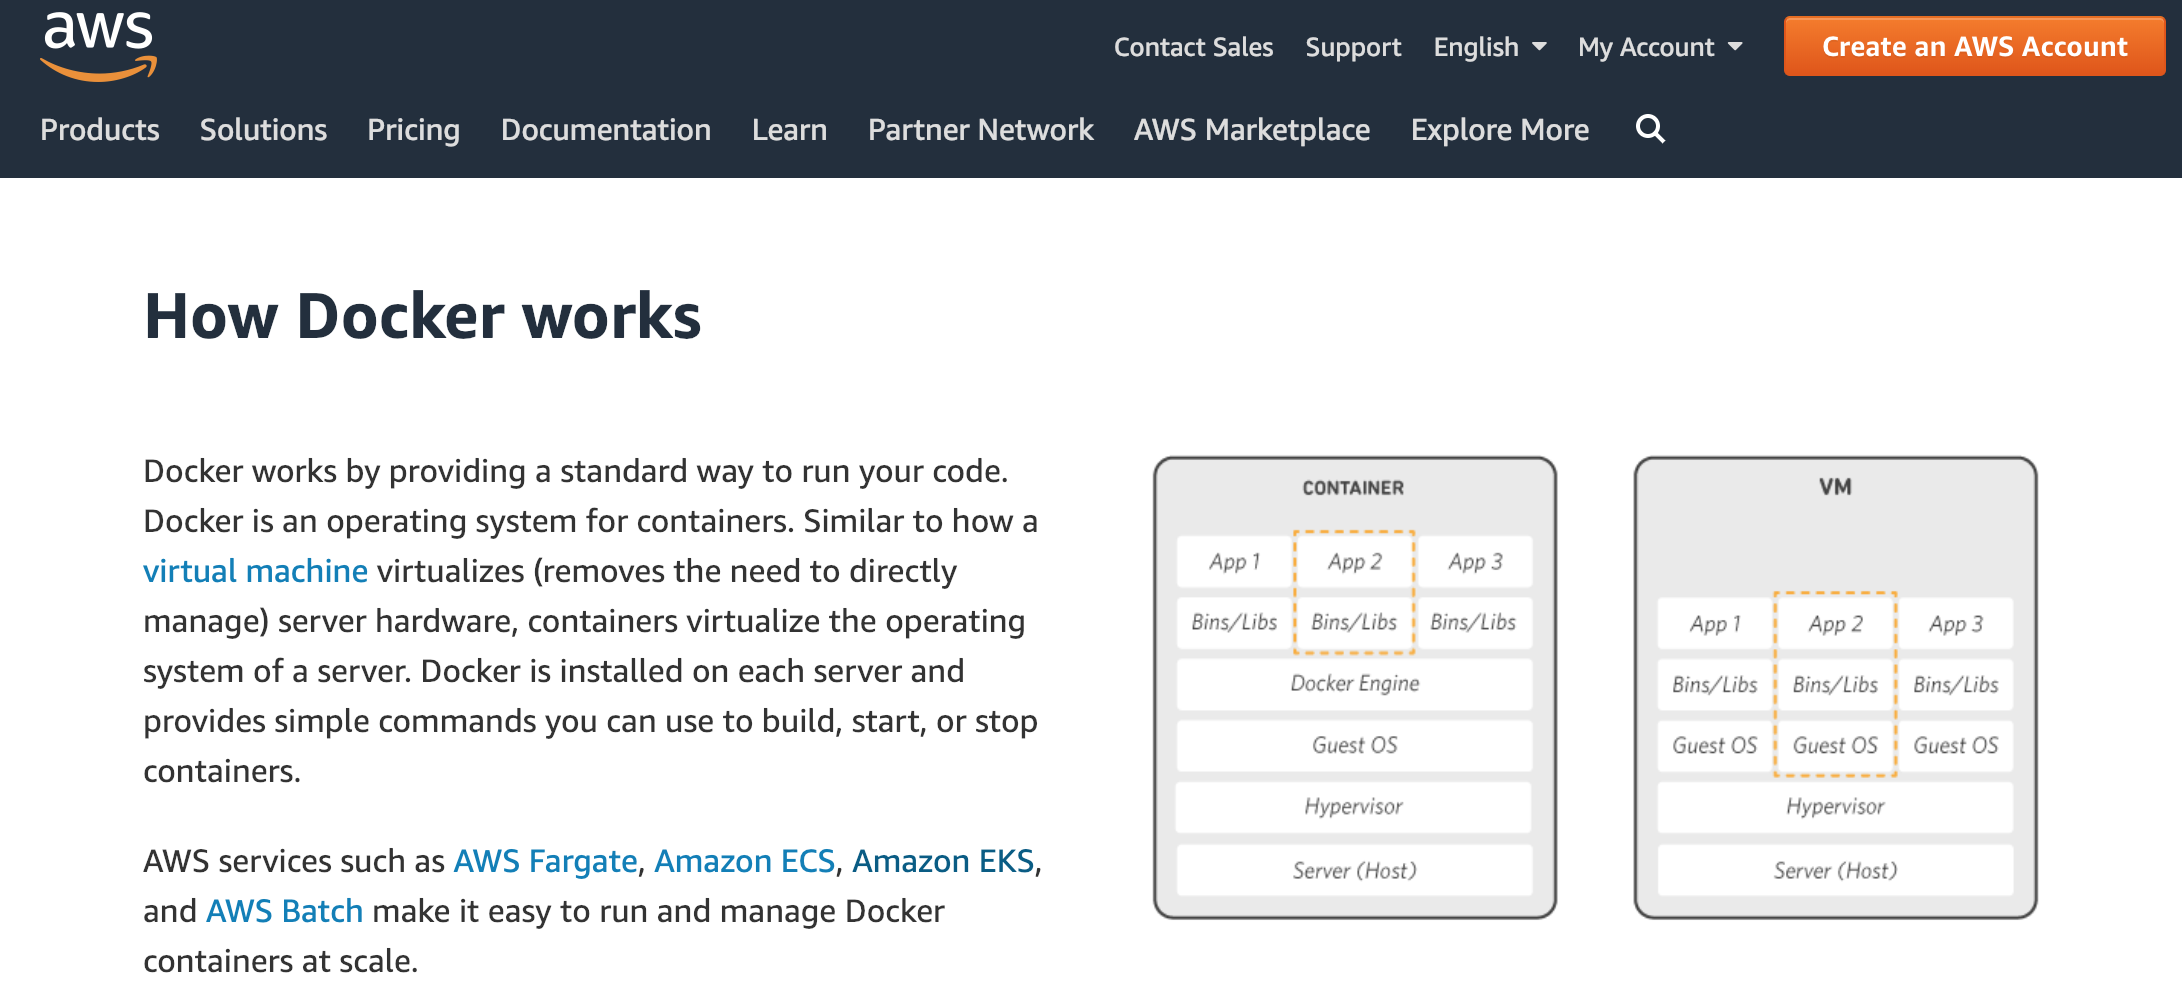 aws
Contact Sales Support English My Account Create an AWS Account
Products Solutions Pricing Documentation Learn Partner Network AWS Marketplace Explore More
How Docker works
Docker works by providing a standard way to run your code.
Docker is an operating system for containers. Similar to how a
virtual machine virtualizes (removes the need to directly
manage) server hardware, containers virtualize the operating
system of a server. Docker is installed on each server and
provides simple commands you can use to build, start, or stop
containers.
AWS services such as AWS Fargate, Amazon ECS, Amazon EKS,
and AWS Batch make it easy to run and manage Docker
containers at scale.
CONTAINER
App 1 App 2 App 3
Bins/Libs Bins/Libs Bins/Libs
Docker Engine
Guest OS
Hypervisor
Server (Host)
VM
App 1 App 2 App 3
Bins/Libs Bins/Libs Bins/Libs
Guest OS Guest OS Guest OS
Hypervisor
Server (Host)